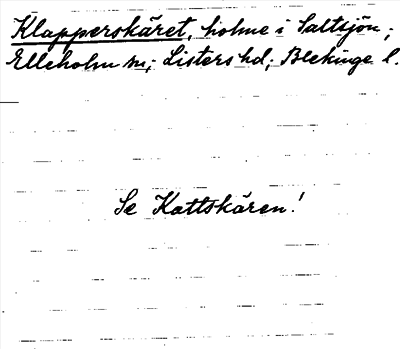 Klapperskäret, holme i Saltsjön;
Elleholm sn; Listers hd; Blekinge l.
Se Kattskären!